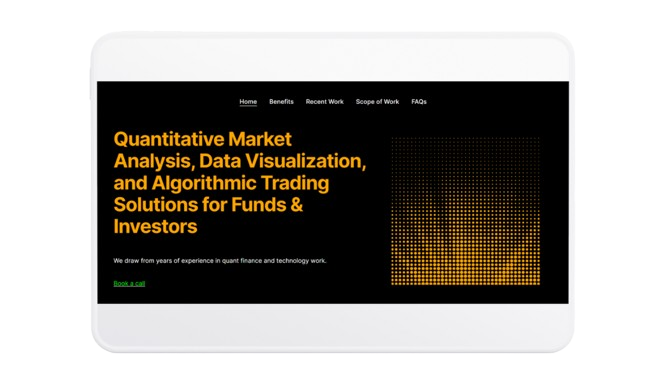 Home Benefits Recent Work Scope of Work FAQs
Quantitative Market
Analysis, Data Visualization,
and Algorithmic Trading
Solutions for Funds &
Investors
We draw from years of experience in quant finance and technology work.
Book a call